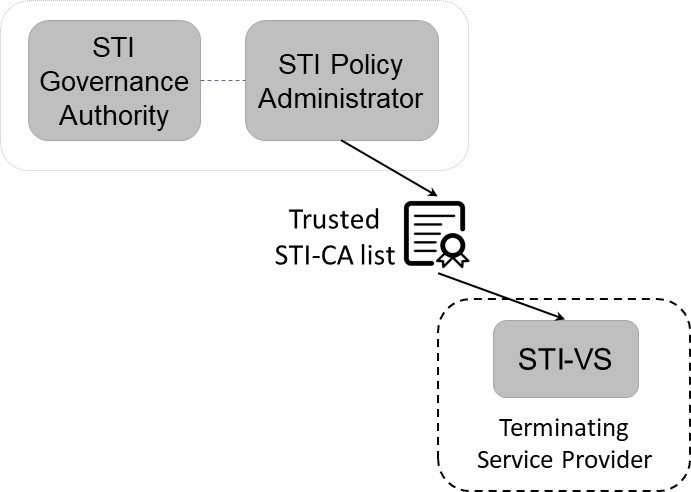 STI
Governance
Authority
STI Policy
Administrator
Trusted
STI-CA list
STI-VS
Terminating
Service Provider